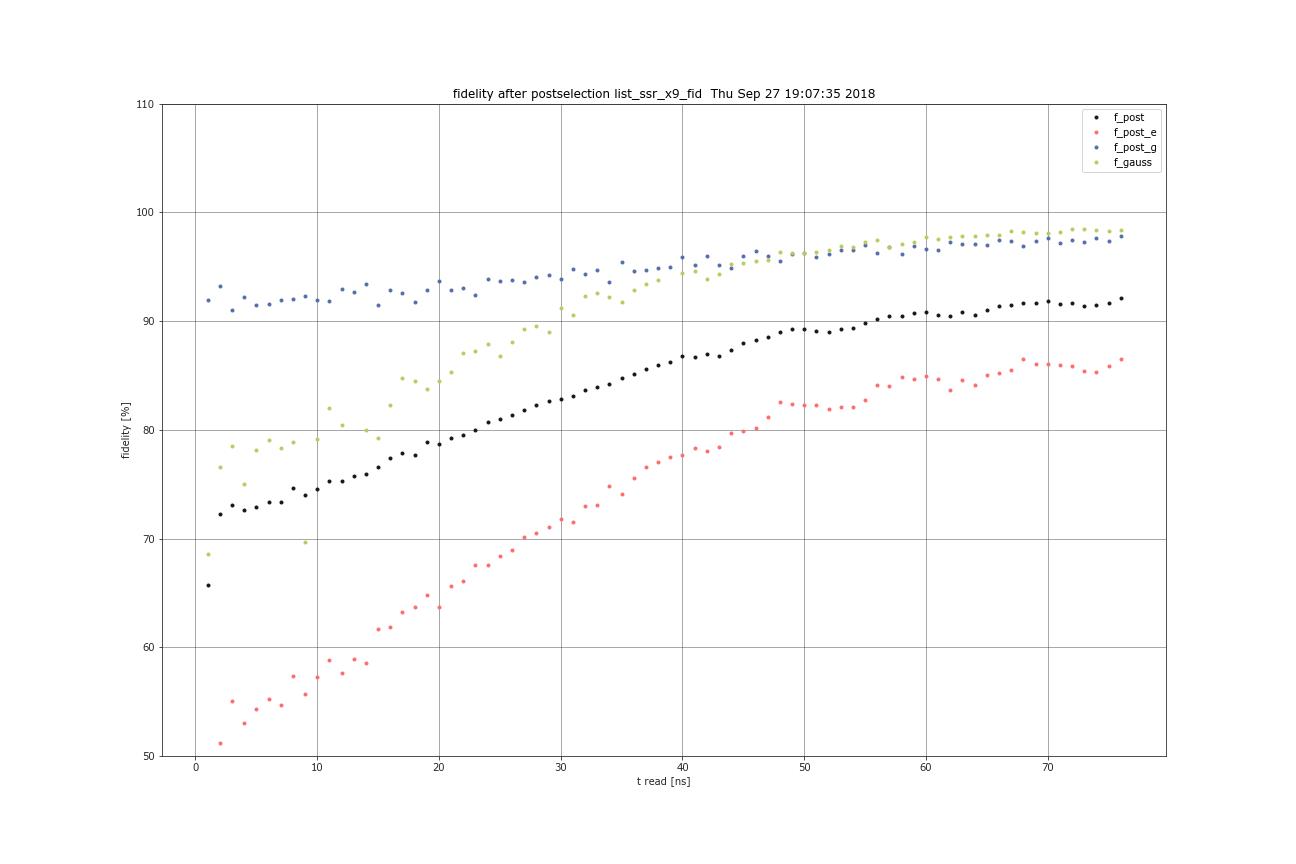 fidelity after postselection list_ssr_x9_fid  Thu Sep 27 19:07:35 2018
110
100
90
80
70
60
50
fidelity [%]
f_post
f_post_e
f_post_g
f_gauss
0 10 20 30 40 50 60 70
t read [ns]